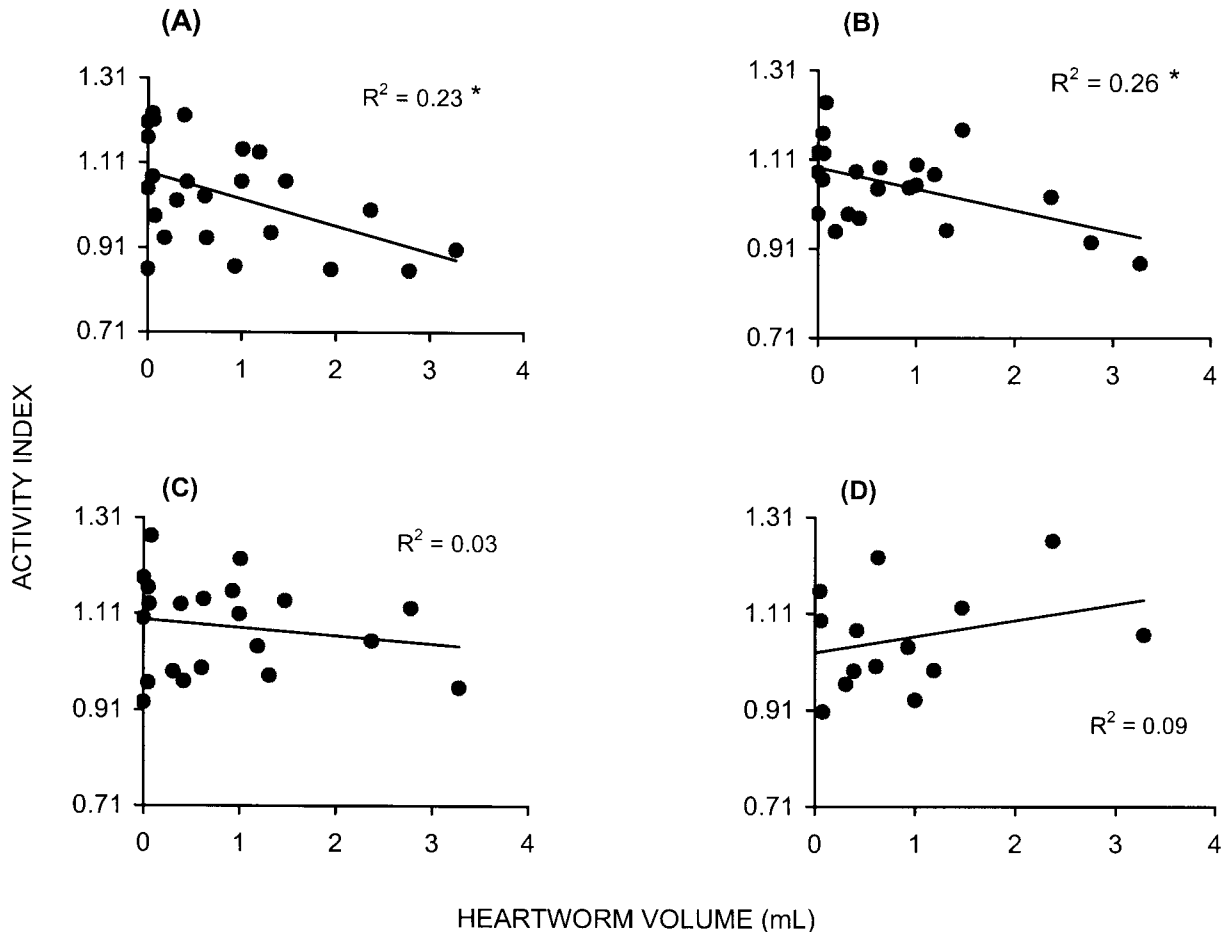 (A)
R² = 0.23 *
1.31
1.11
0.91
0.71
0 1 2 3 4
(B)
R² = 0.26 *
1.31
1.11
0.91
0.71
0 1 2 3 4
ACTIVITY INDEX
(C)
R² = 0.03
1.31
1.11
0.91
0.71
0 1 2 3 4
(D)
1.31
1.11
0.91
R² = 0.09
0.71
0 1 2 3 4
HEARTWORM VOLUME (mL)